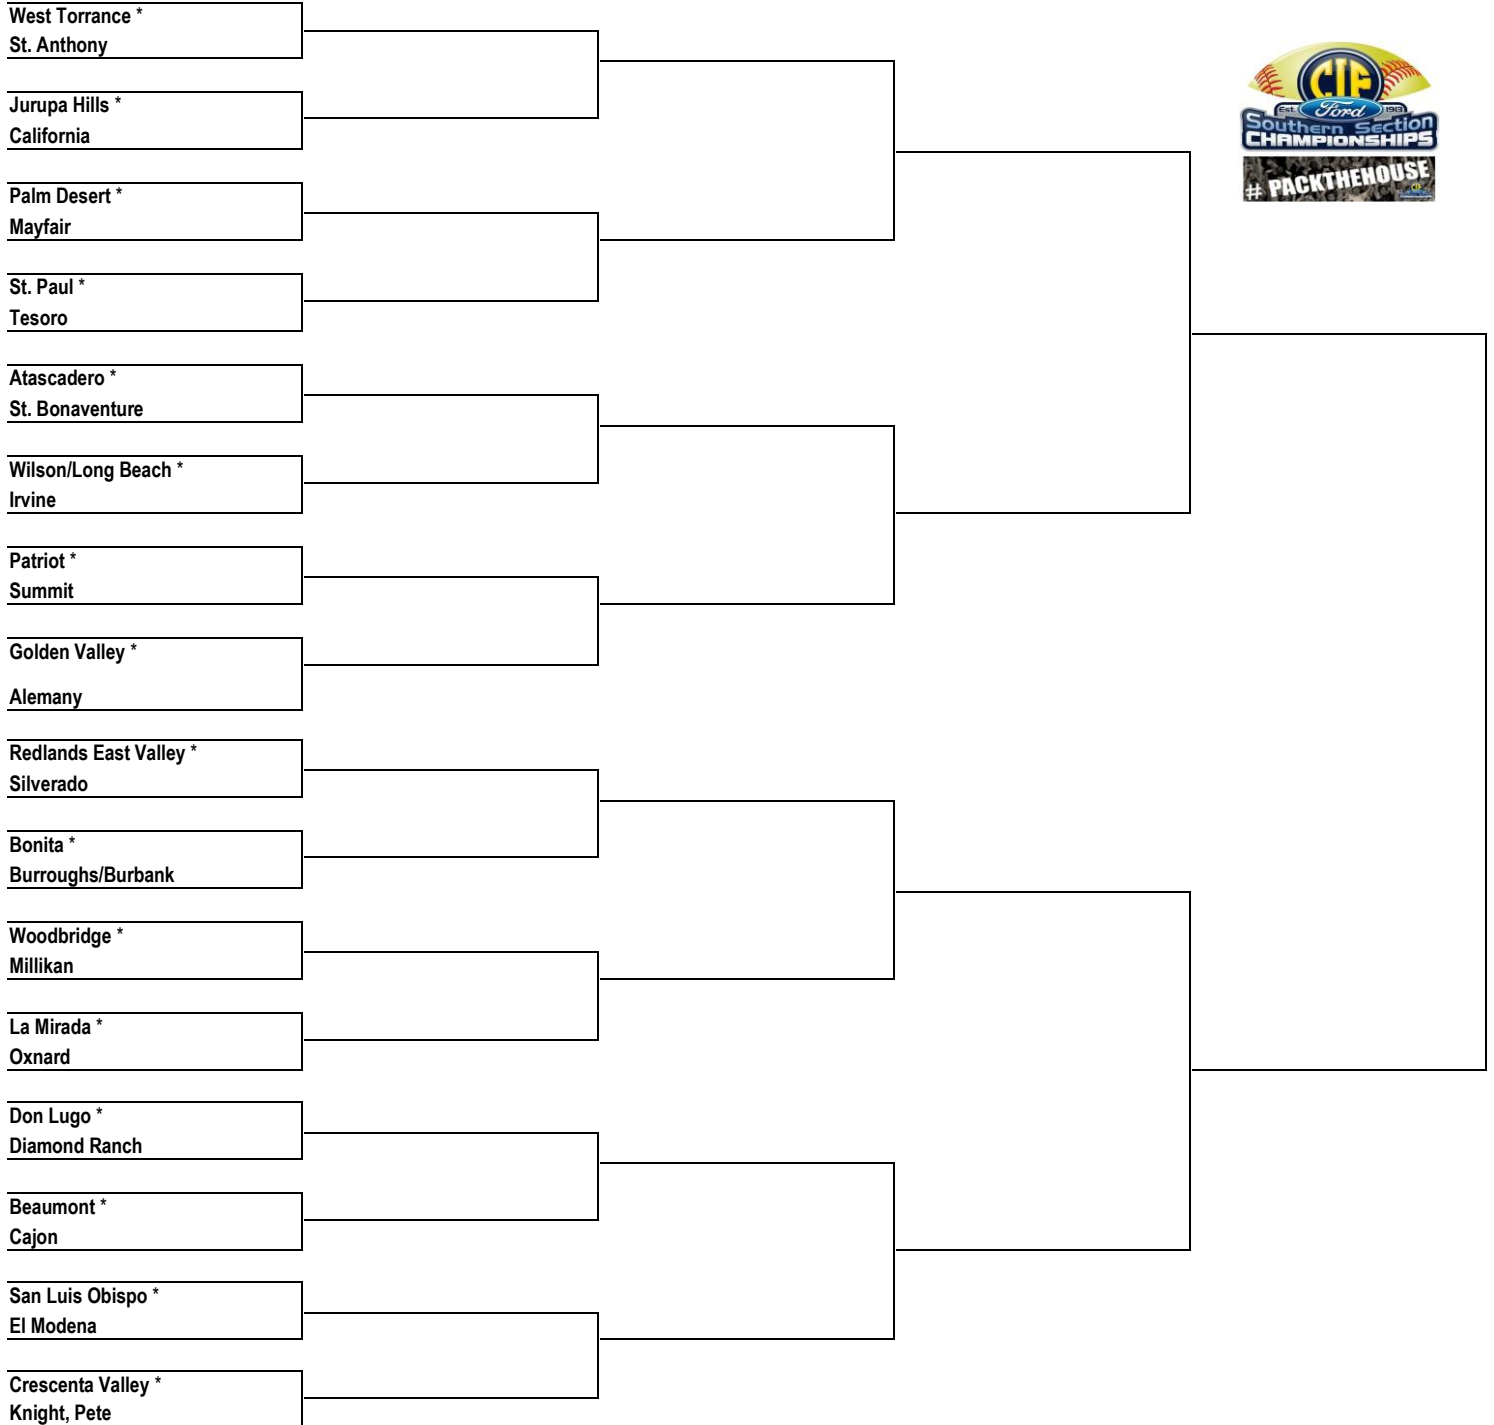 West Torrance *
St. Anthony
Jurupa Hills *
California
Palm Desert *
Mayfair
St. Paul *
Tesoro
Atascadero *
St. Bonaventure
Wilson/Long Beach *
Irvine
Patriot *
Summit
Golden Valley *
Alemany
Redlands East Valley *
Silverado
Bonita *
Burroughs/Burbank
Woodbridge *
Millikan
La Mirada *
Oxnard
Don Lugo *
Diamond Ranch
Beaumont *
Cajon
San Luis Obispo *
El Modena
Crescenta Valley *
Knight, Pete
CIF
Est. Ford 1913
Southern Section
CHAMPIONSHIPS
# PACKTHEHOUSE